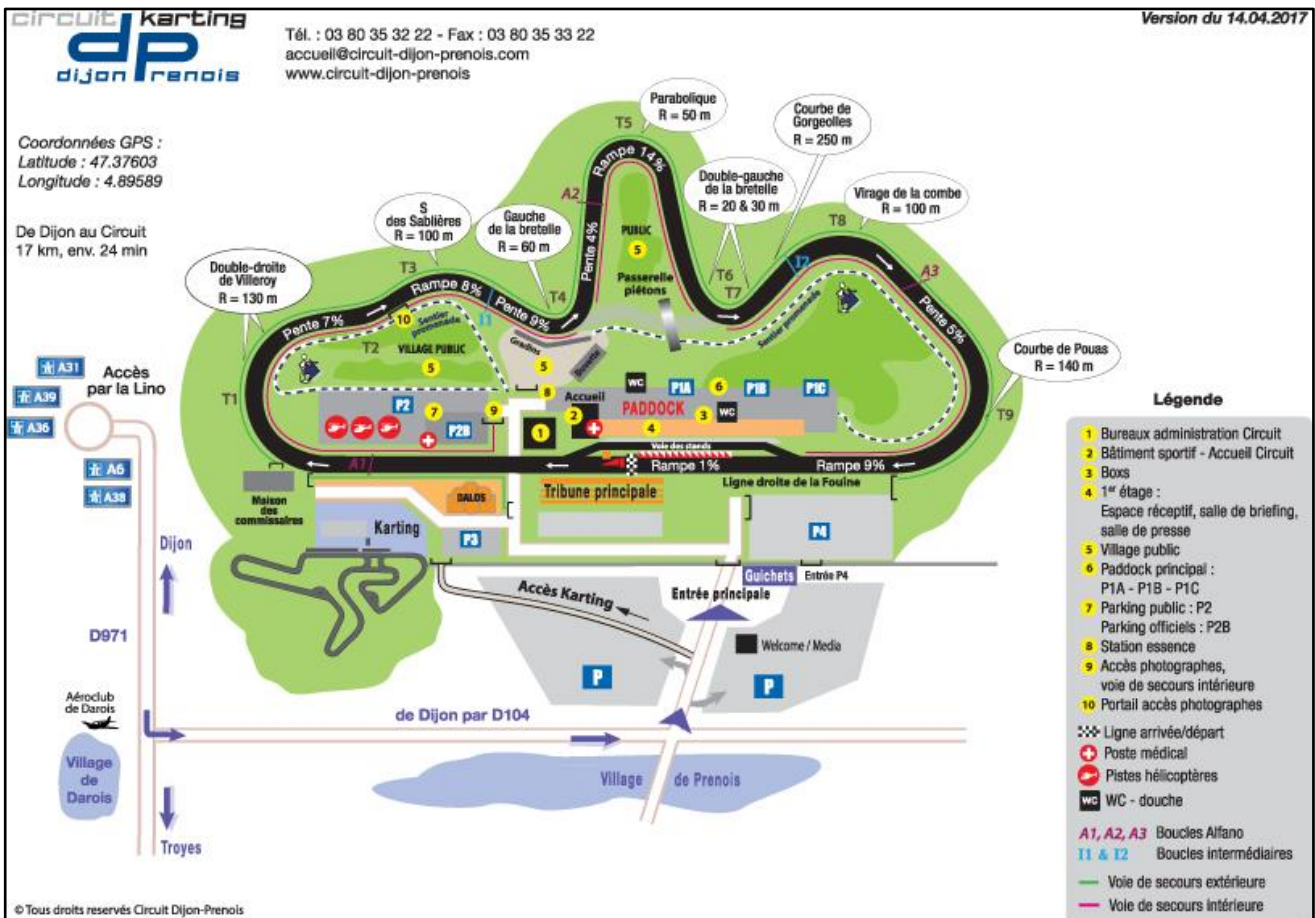 circuit karting
dp
dijon Prenois
Tél. : 03 80 35 32 22 - Fax : 03 80 35 33 22
accueil@circuit-dijon-prenois.com
www.circuit-dijon-prenois
Version du 14.04.2017
Coordonnées GPS :
Latitude : 47.37603
Longitude : 4.89589
De Dijon au Circuit
17 km, env. 24 min
Double-droite
de Villeroy
R = 130 m
S
des Sablières
R = 100 m
Gauche
de la bretelle
R = 60 m
Parabolique
R = 50 m
Double-gauche
de la bretelle
R = 20 & 30 m
Courbe de
Gorgeolles
R = 250 m
Virage de la combe
R = 100 m
Courbe de Pouas
R = 140 m
T1
T2
T3
T4
T5
T6
T7
T8
T9
A1
A2
A3
I1
I2
Pente 7%
Rampe 8%
Pente 9%
Pente 4%
Rampe 14%
Pente 5%
Rampe 9%
Rampe 1%
10
Sentier
promenade
VILLAGE PUBLIC
5
Gradins
5
Buvette
PUBLIC
5
Passerelle
piétons
Sentier promenade
P2
7
9
P2B
8
Accueil
2
1
WC
P1A
6
P1B
P1C
PADDOCK
3
WC
4
Voie des stands
Ligne droite de la Fouine
Maison
des
commissaires
DALOS
Tribune principale
Karting
P3
P4
Guichets
Entrée P4
Accès Karting
Entrée principale
Welcome / Media
P
P
A31
A39
A36
A6
A38
Accès
par la Lino
Dijon
D971
Aéroclub
de Darois
Village
de
Darois
Troyes
de Dijon par D104
Village de Prenois
Légende
1 Bureaux administration Circuit
2 Bâtiment sportif - Accueil Circuit
3 Boxs
4 1er étage :
Espace réceptif, salle de briefing,
salle de presse
5 Village public
6 Paddock principal :
P1A - P1B - P1C
7 Parking public : P2
Parking officiels : P2B
8 Station essence
9 Accès photographes,
voie de secours intérieure
10 Portail accès photographes
Ligne arrivée/départ
Poste médical
Pistes hélicoptères
WC WC - douche
A1, A2, A3 Boucles Alfano
I1 & I2 Boucles intermédiaires
Voie de secours extérieure
Voie de secours intérieure
© Tous droits reservés Circuit Dijon-Prenois